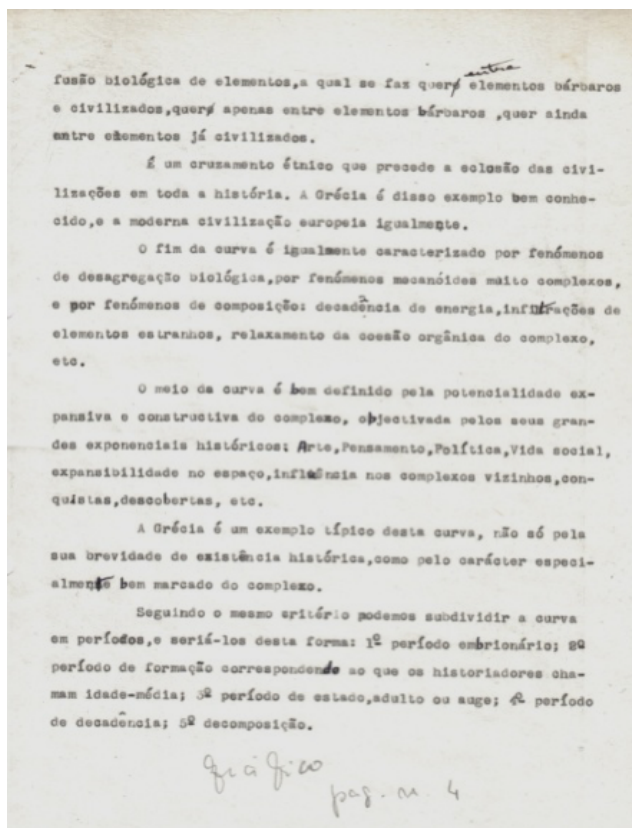 fusão biológica de elementos,a qual se faz quer entre elementos bárbaros
e civilizados,quer apenas entre elementos bárbaros ,quer ainda
entre elementos já civilizados.
É um cruzamento étnico que precede a eclosão das civi-
lizações em toda a história. A Grécia é disso exemplo bem conhe-
cido,e a moderna civilização europeia igualmente.
O fim da curva é igualmente caracterizado por fenómenos
de desagregação biológica,por fenómenos mecanóides muito complexos,
e por fenómenos de composição: decadência de energia,infiltrações de
elementos estranhos, relaxamento da coesão orgânica do complexo,
etc.
O meio da curva é bem definido pela potencialidade ex-
pansiva e constructiva do complexo, objectivada pelos seus gran-
des exponenciais históricos: Arte,Pensamento,Política,Vida social,
expansibilidade no espaço,influência nos complexos vizinhos,con-
quistas,descobertas, etc.
A Grécia é um exemplo típico desta curva, não só pela
sua brevidade de existência histórica,como pelo carácter especi-
almente bem marcado do complexo.
Seguindo o mesmo critério podemos subdividir a curva
em períodos,e seriá-los desta forma: 1º período embrionário; 2º
período de formação correspondendo ao que os historiadores cha-
mam idade-média; 3º período de estado,adulto ou auge; 4º período
de decadência; 5º decomposição.
gráfico
pag. n. 4